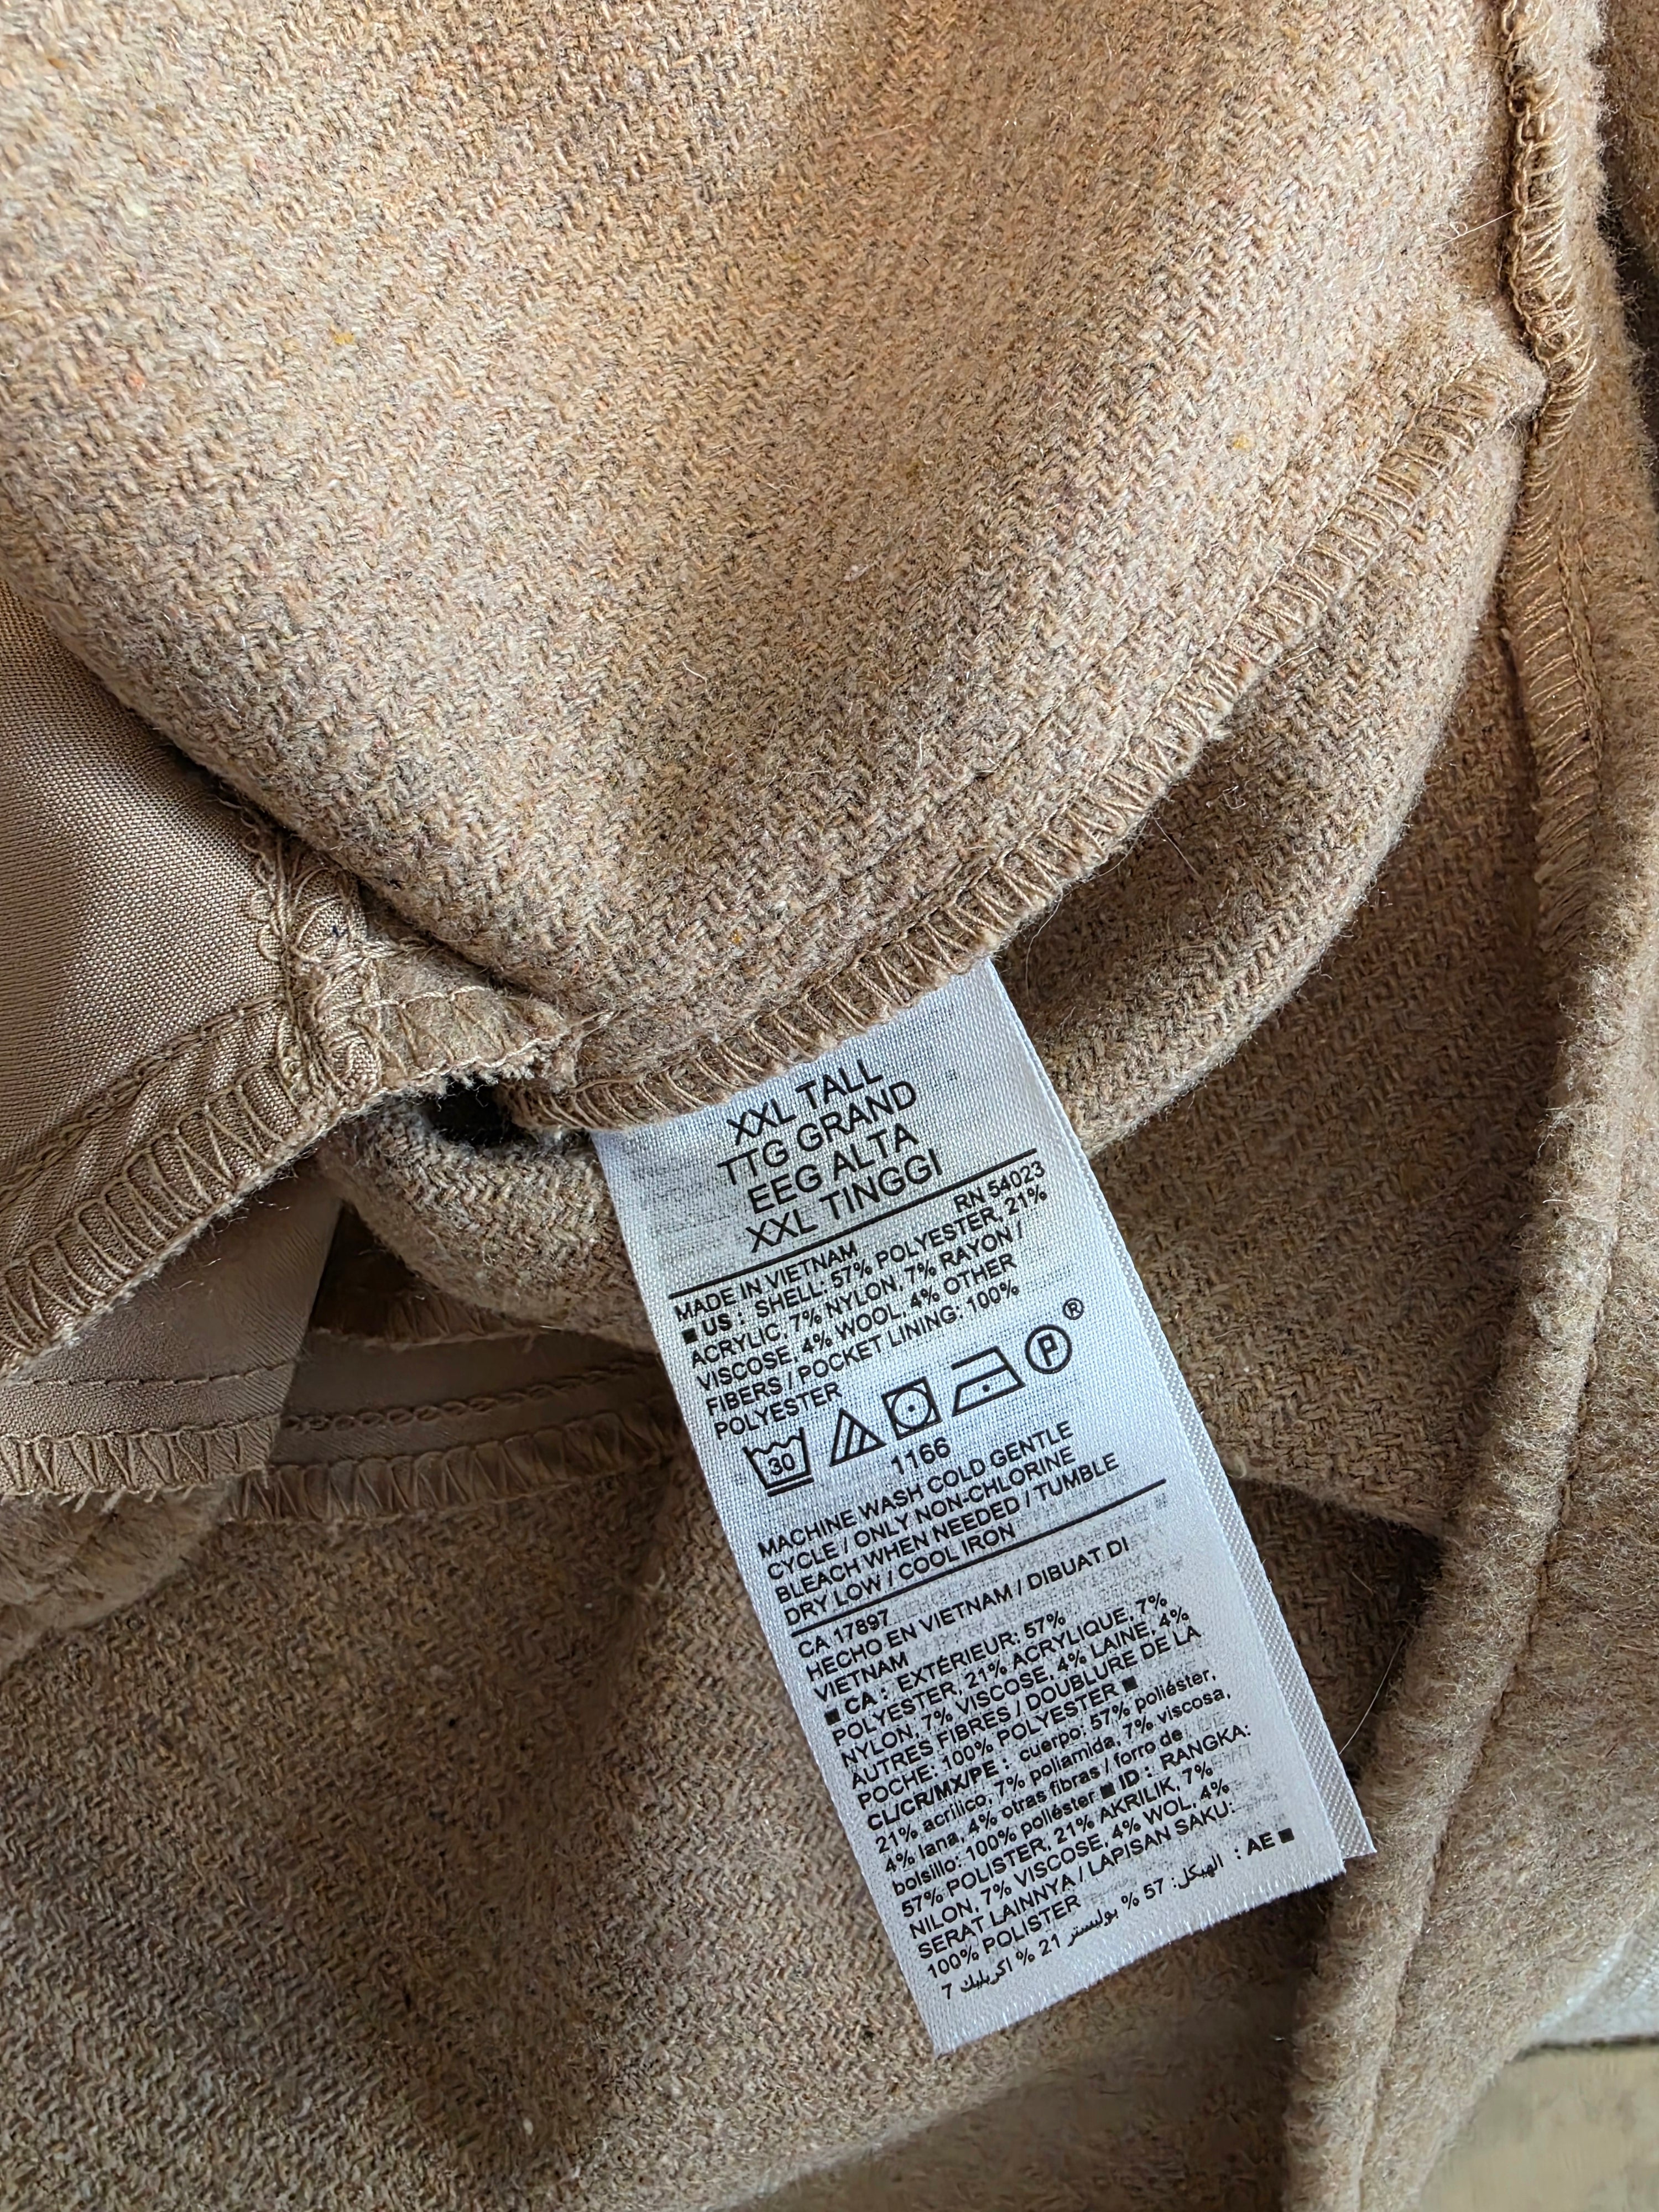 XXL TALL
TTG GRAND
EEG ALTA
XXL TINGGI
RN 54023
MADE IN VIETNAM
■ US : SHELL: 57% POLYESTER, 21%
ACRYLIC, 7% NYLON, 7% RAYON /
VISCOSE, 4% WOOL, 4% OTHER
FIBERS / POCKET LINING: 100%
POLYESTER
30 P ®
1166
MACHINE WASH COLD GENTLE
CYCLE / ONLY NON-CHLORINE
BLEACH WHEN NEEDED / TUMBLE
DRY LOW / COOL IRON
CA 17897
HECHO EN VIETNAM / DIBUAT DI
VIETNAM
■ CA : EXTÉRIEUR: 57%
POLYESTER, 21% ACRYLIQUE, 7%
NYLON, 7% VISCOSE, 4% LAINE, 4%
AUTRES FIBRES / DOUBLURE DE LA
POCHE: 100% POLYESTER ■
CL/CR/MX/PE : cuerpo: 57% poliéster,
21% acrílico, 7% poliamida, 7% viscosa,
4% lana, 4% otras fibras / forro de
bolsillo: 100% poliéster ■ ID : RANGKA:
57% POLISTER, 21% AKRILIK, 7%
NILON, 7% VISCOSE, 4% WOL, 4%
SERAT LAINNYA / LAPISAN SAKU:
100% POLISTER
■ AE : الهيكل: 57 % بوليستر 21 % اكريليك 7